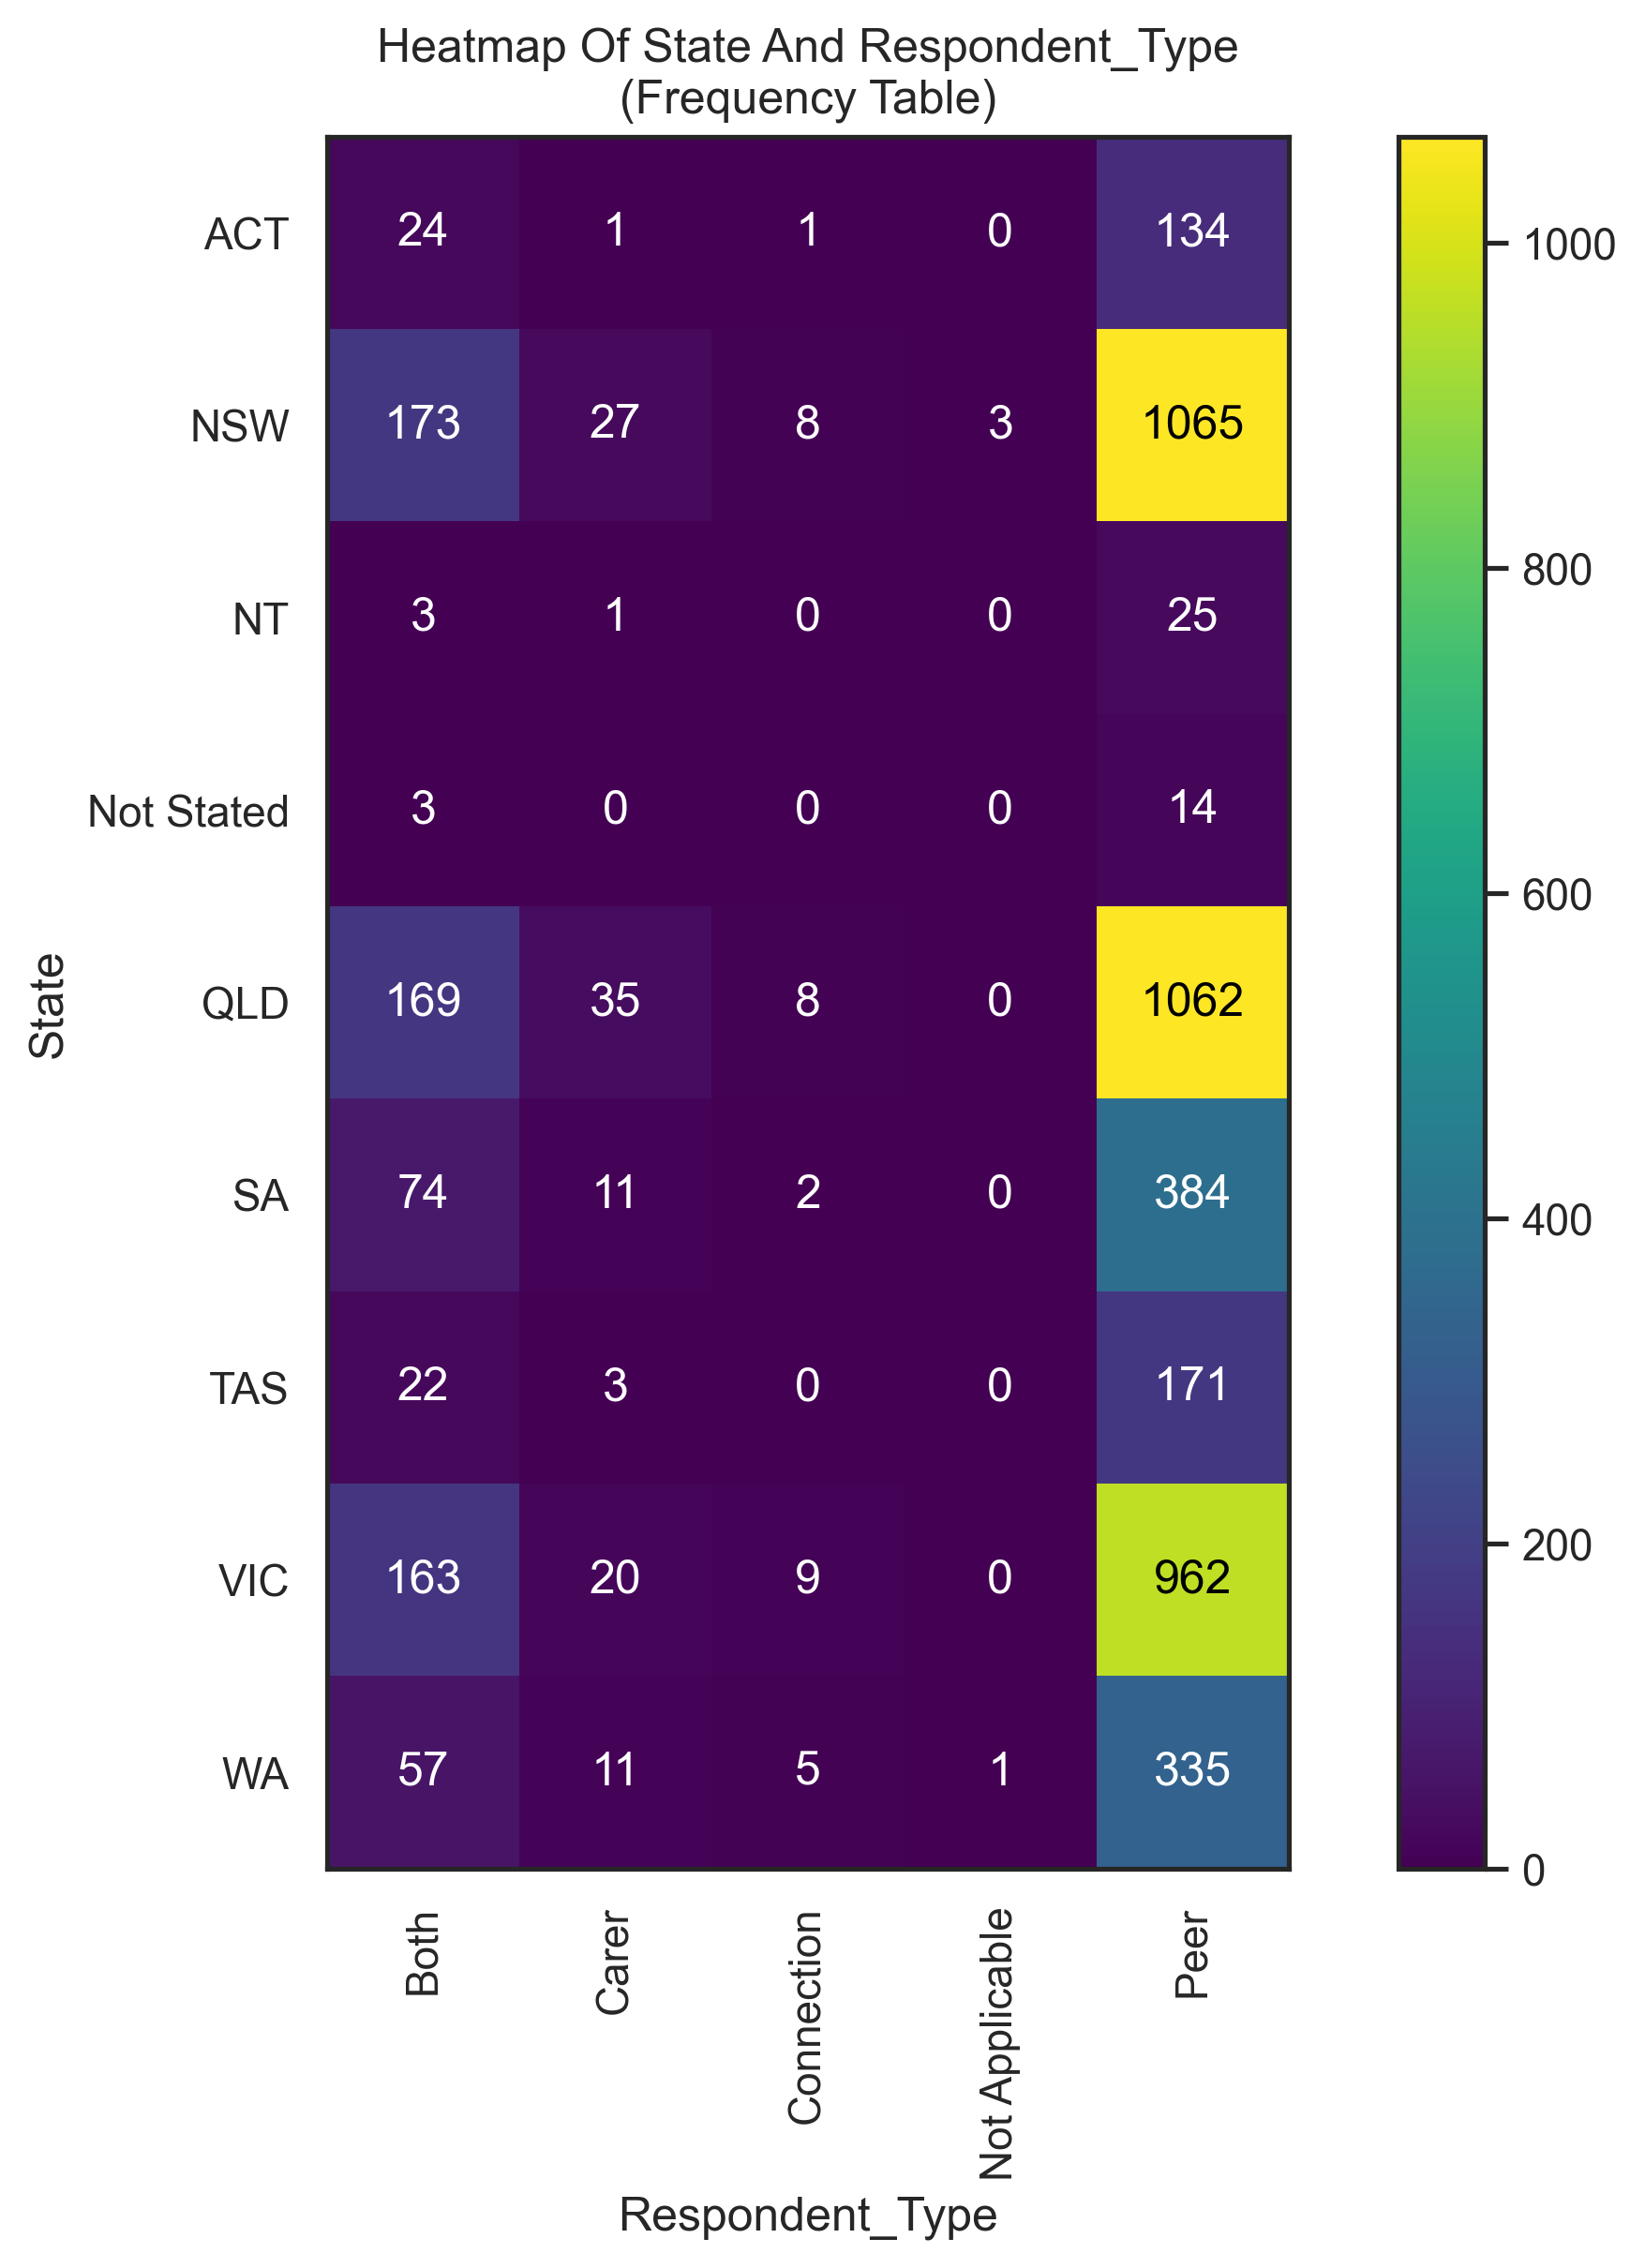 Heatmap Of State And Respondent_Type
(Frequency Table)
ACT 24 1 1 0 134
NSW 173 27 8 3 1065
NT 3 1 0 0 25
Not Stated 3 0 0 0 14
QLD 169 35 8 0 1062
SA 74 11 2 0 384
TAS 22 3 0 0 171
VIC 163 20 9 0 962
WA 57 11 5 1 335
State
Both
Carer
Connection
Not Applicable
Peer
Respondent_Type
1000
800
600
400
200
0